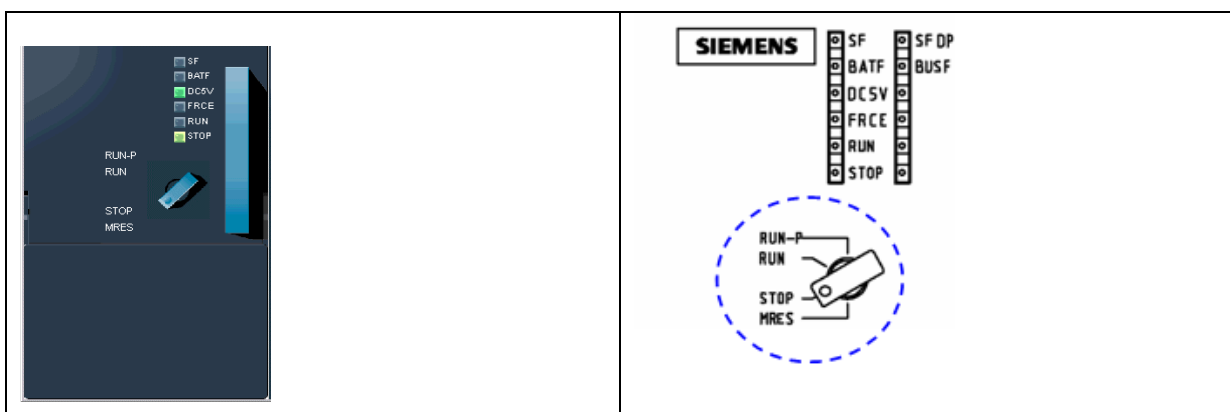 SF
BATF
DC5V
FRCE
RUN
STOP
RUN-P
RUN
STOP
MRES
SIEMENS
SF
BATF
DC5V
FRCE
RUN
STOP
SF DP
BUSF
RUN-P
RUN
STOP
MRES